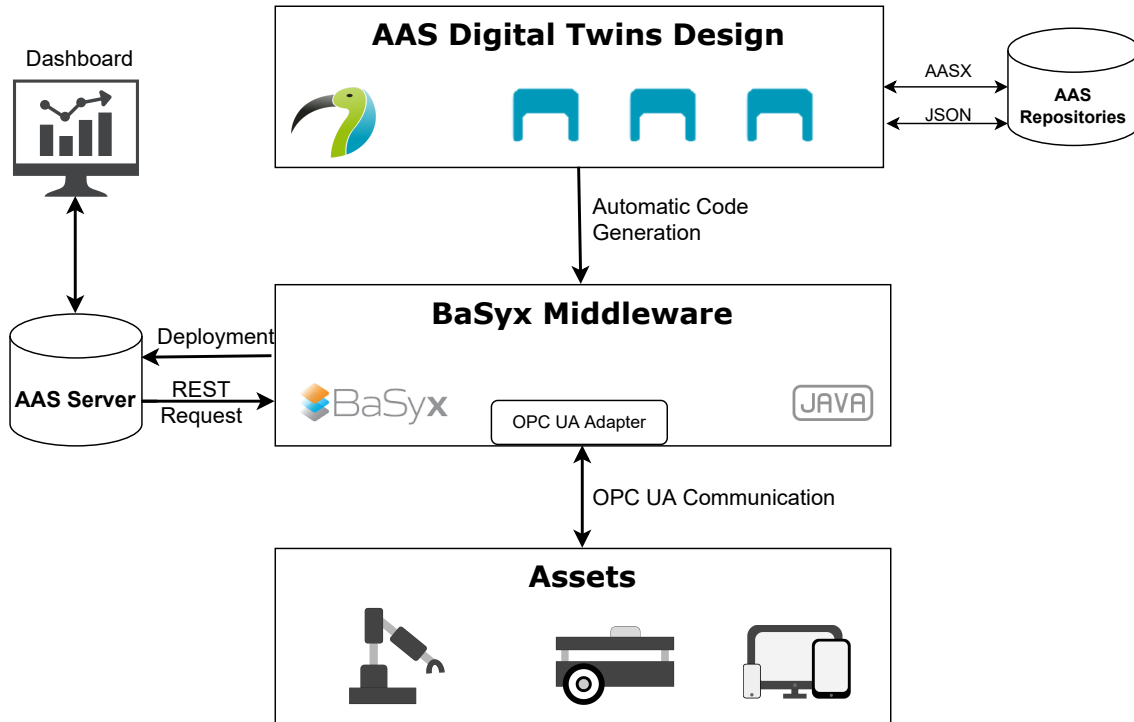 AAS Digital Twins Design
Dashboard
AASX
JSON
AAS
Repositories
Automatic Code
Generation
BaSyx Middleware
Deployment
AAS Server
REST
Request
BaSyx
JAVA
OPC UA Adapter
OPC UA Communication
Assets